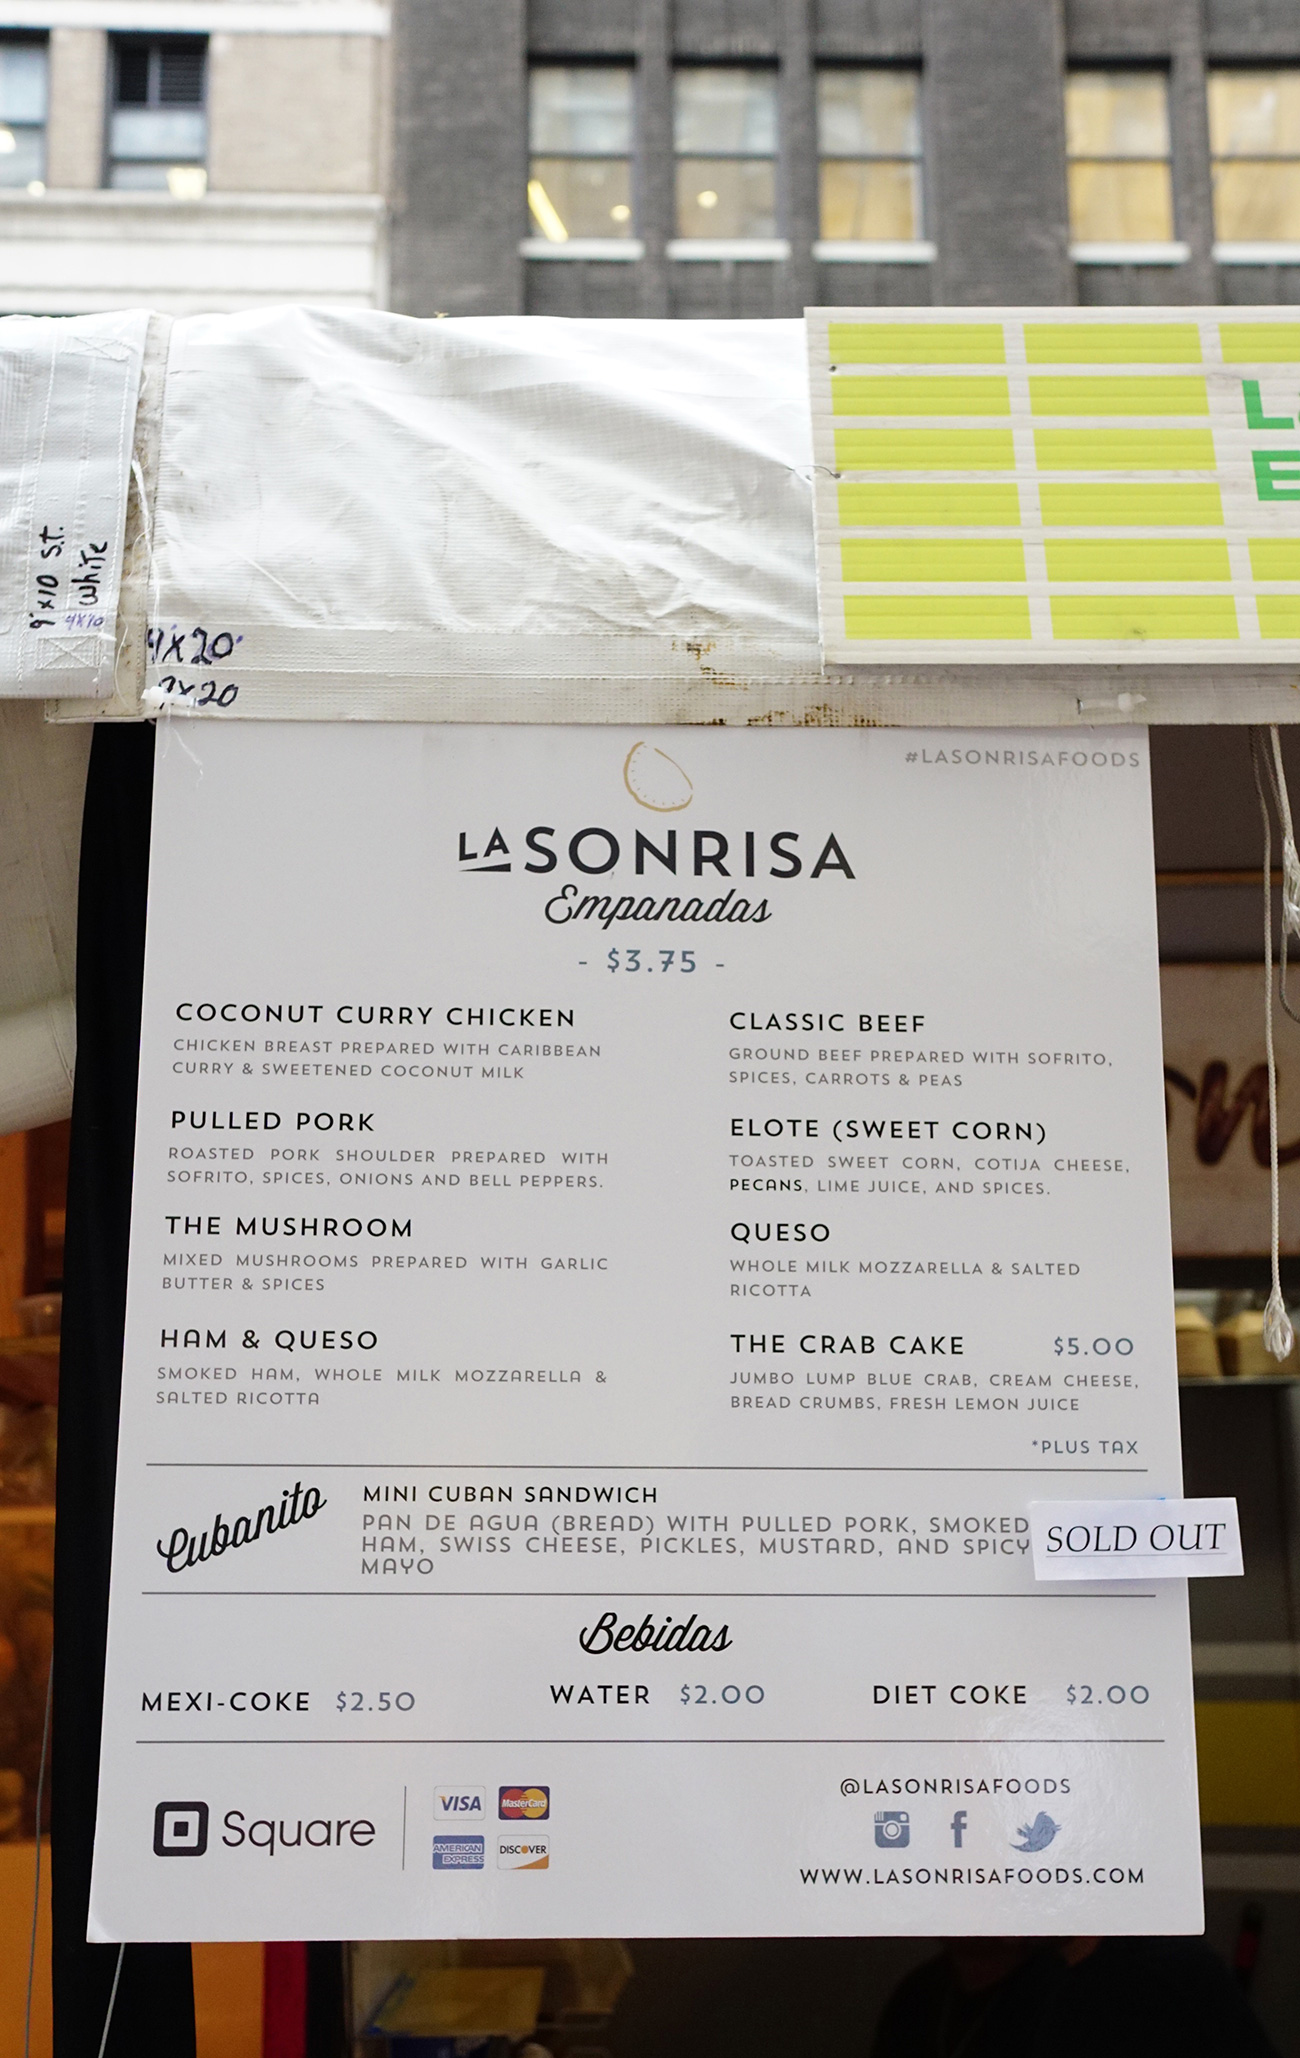 9'x10 s.t.
white
4x10
4x20'
9x20
L
E
#LASONRISAFOODS
LA SONRISA
Empanadas
- $3.75 -
COCONUT CURRY CHICKEN
CHICKEN BREAST PREPARED WITH CARIBBEAN
CURRY & SWEETENED COCONUT MILK
PULLED PORK
ROASTED PORK SHOULDER PREPARED WITH
SOFRITO, SPICES, ONIONS AND BELL PEPPERS.
THE MUSHROOM
MIXED MUSHROOMS PREPARED WITH GARLIC
BUTTER & SPICES
HAM & QUESO
SMOKED HAM, WHOLE MILK MOZZARELLA &
SALTED RICOTTA
CLASSIC BEEF
GROUND BEEF PREPARED WITH SOFRITO,
SPICES, CARROTS & PEAS
ELOTE (SWEET CORN)
TOASTED SWEET CORN, COTIJA CHEESE,
PECANS, LIME JUICE, AND SPICES.
QUESO
WHOLE MILK MOZZARELLA & SALTED
RICOTTA
THE CRAB CAKE $5.00
JUMBO LUMP BLUE CRAB, CREAM CHEESE,
BREAD CRUMBS, FRESH LEMON JUICE
*PLUS TAX
Cubanito
MINI CUBAN SANDWICH
PAN DE AGUA (BREAD) WITH PULLED PORK, SMOKED
HAM, SWISS CHEESE, PICKLES, MUSTARD, AND SPICY
MAYO
SOLD OUT
Bebidas
MEXI-COKE $2.50 WATER $2.00 DIET COKE $2.00
Square
VISA MasterCard
AMERICAN EXPRESS DISCOVER
@LASONRISAFOODS
WWW.LASONRISAFOODS.COM